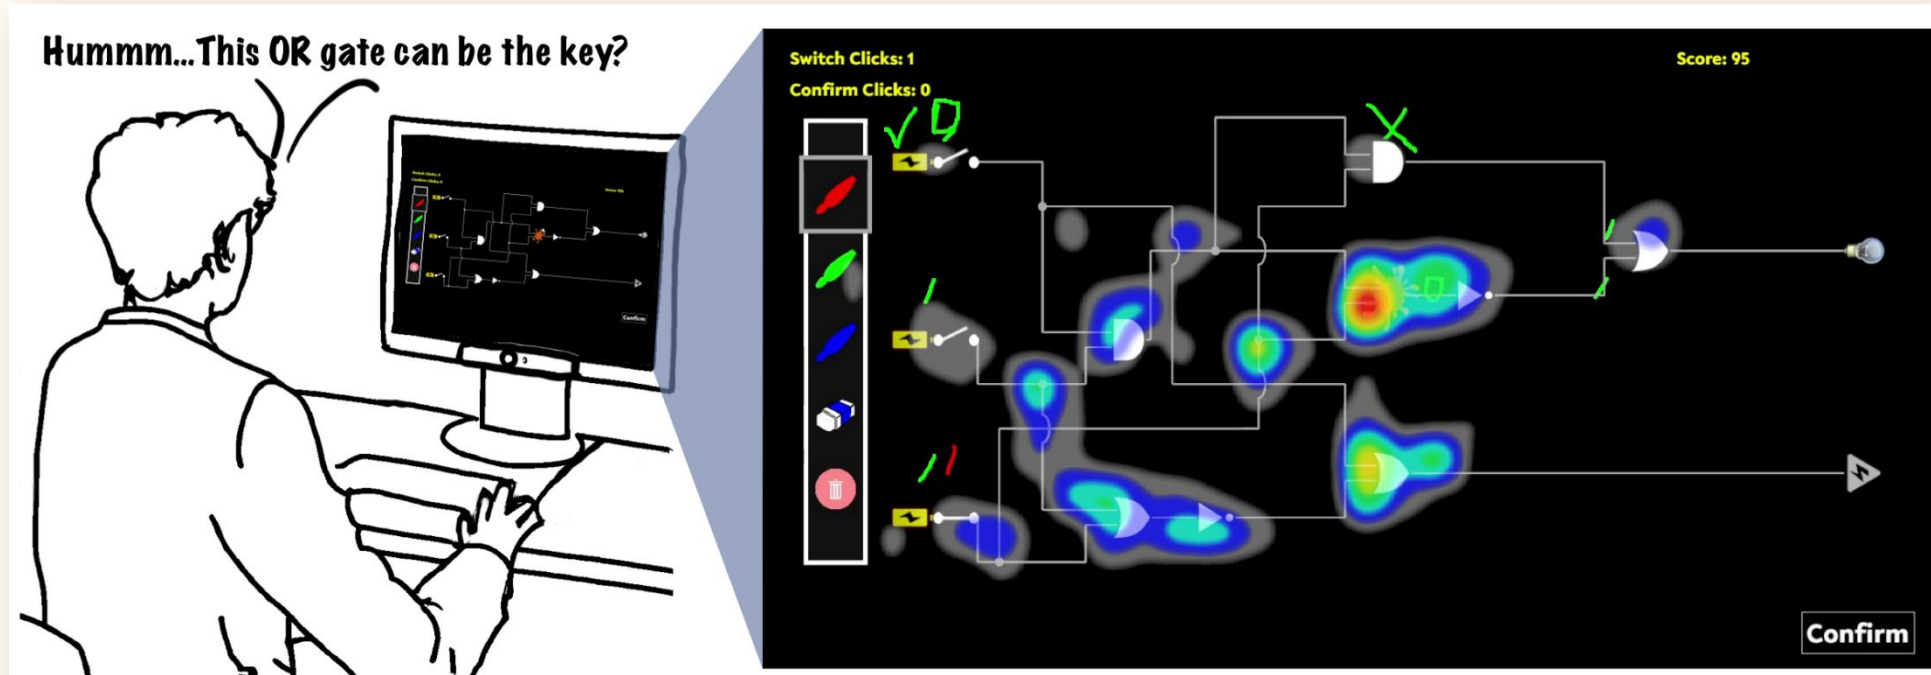 Hummm...This OR gate can be the key?
Switch Clicks: 1
Score: 95
Confirm Clicks: 0
Confirm